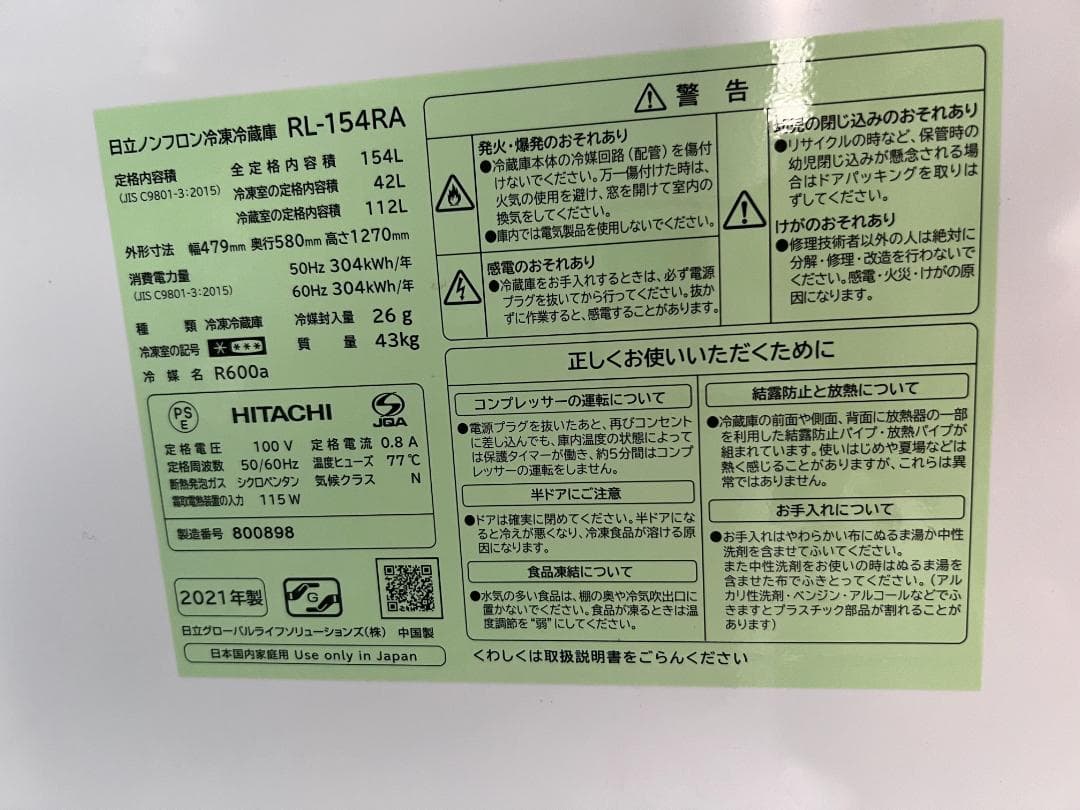 日立ノンフロン冷凍冷蔵庫 RL-154RA
定格内容積 全定格内容積 154L
(JIS C9801-3:2015) 冷凍室の定格内容積 42L
冷蔵室の定格内容積 112L
外形寸法 幅479mm 奥行580mm 高さ1270mm
消費電力量 50Hz 304kWh/年
(JIS C9801-3:2015) 60Hz 304kWh/年
種類 冷凍冷蔵庫 冷媒封入量 26g
冷凍室の記号 質量 43kg
冷媒名 R600a
PS
E
HITACHI
JQA
定格電圧 100V 定格電流 0.8A
定格周波数 50/60Hz 温度ヒューズ 77℃
断熱発泡ガス シクロペンタン 気候クラス N
霜取電熱装置の入力 115W
製造番号 800898
2021年製
G
日立グローバルライフソリューションズ(株) 中国製
日本国内家庭用 Use only in Japan
警告
発火・爆発のおそれあり
●冷蔵庫本体の冷媒回路(配管)を傷付
けないでください。万一傷付けた時は、
火気の使用を避け、窓を開けて室内の
換気をしてください。
●庫内では電気製品を使用しないでください。
感電のおそれあり
●冷蔵庫をお手入れするときは、必ず電源
プラグを抜いてから行ってください。抜か
ずに作業すると、感電することがあります。
幼児の閉じ込みのおそれあり
●リサイクルの時など、保管時の
幼児閉じ込みが懸念される場
合はドアパッキングを取りは
ずしてください。
けがのおそれあり
●修理技術者以外の人は絶対に
分解・修理・改造を行わないで
ください。感電・火災・けがの原
因になります。
正しくお使いいただくために
コンプレッサーの運転について
●電源プラグを抜いたあと、再びコンセント
に差し込んでも、庫内温度の状態によって
は保護タイマーが働き、約5分間はコンプ
レッサーの運転をしません。
半ドアにご注意
●ドアは確実に閉めてください。半ドアにな
ると冷えが悪くなり、冷凍食品が溶ける原
因になります。
食品凍結について
●水気の多い食品は、棚の奥や冷気吹出口に
置かないでください。食品が凍るときは温
度調節を"弱"にしてください。
結露防止と放熱について
●冷蔵庫の前面や側面、背面に放熱器の一部
を利用した結露防止パイプ・放熱パイプが
組まれています。使いはじめや夏場などは
熱く感じることがありますが、これらは異
常ではありません。
お手入れについて
●お手入れはやわらかい布にぬるま湯か中性
洗剤を含ませてふいてください。
また中性洗剤をお使いの時はぬるま湯を
含ませた布でふきとってください。(アル
カリ性洗剤・ベンジン・アルコールなどでふ
きますとプラスチック部品が割れることが
あります)
くわしくは取扱説明書をごらんください